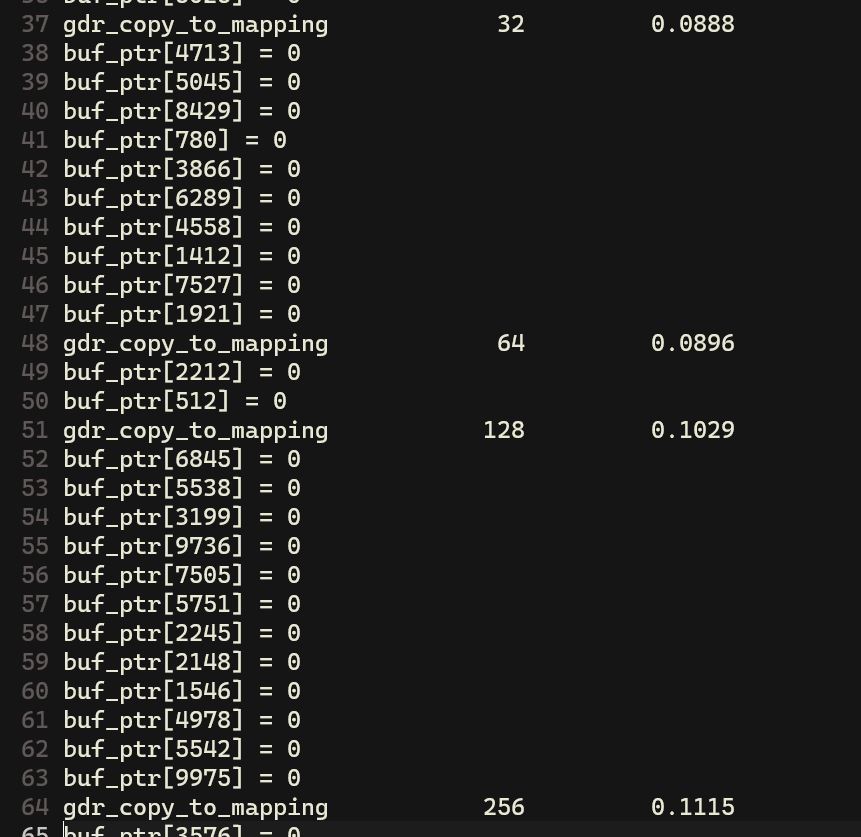 37 gdr_copy_to_mapping 32 0.0888
38 buf_ptr[4713] = 0
39 buf_ptr[5045] = 0
40 buf_ptr[8429] = 0
41 buf_ptr[780] = 0
42 buf_ptr[3866] = 0
43 buf_ptr[6289] = 0
44 buf_ptr[4558] = 0
45 buf_ptr[1412] = 0
46 buf_ptr[7527] = 0
47 buf_ptr[1921] = 0
48 gdr_copy_to_mapping 64 0.0896
49 buf_ptr[2212] = 0
50 buf_ptr[512] = 0
51 gdr_copy_to_mapping 128 0.1029
52 buf_ptr[6845] = 0
53 buf_ptr[5538] = 0
54 buf_ptr[3199] = 0
55 buf_ptr[9736] = 0
56 buf_ptr[7505] = 0
57 buf_ptr[5751] = 0
58 buf_ptr[2245] = 0
59 buf_ptr[2148] = 0
60 buf_ptr[1546] = 0
61 buf_ptr[4978] = 0
62 buf_ptr[5542] = 0
63 buf_ptr[9975] = 0
64 gdr_copy_to_mapping 256 0.1115
65 buf_ptr[3576] = 0